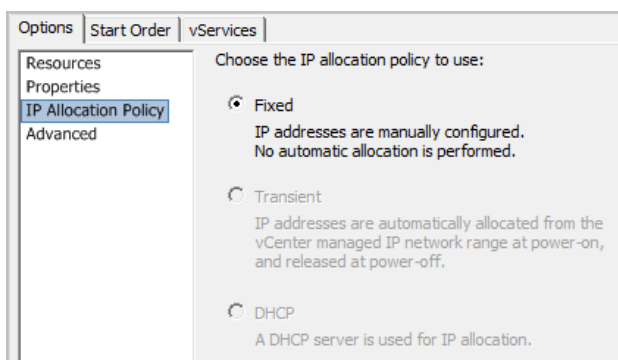 Options Start Order vServices
Resources
Properties
IP Allocation Policy
Advanced
Choose the IP allocation policy to use:
Fixed
IP addresses are manually configured.
No automatic allocation is performed.
Transient
IP addresses are automatically allocated from the
vCenter managed IP network range at power-on,
and released at power-off.
DHCP
A DHCP server is used for IP allocation.